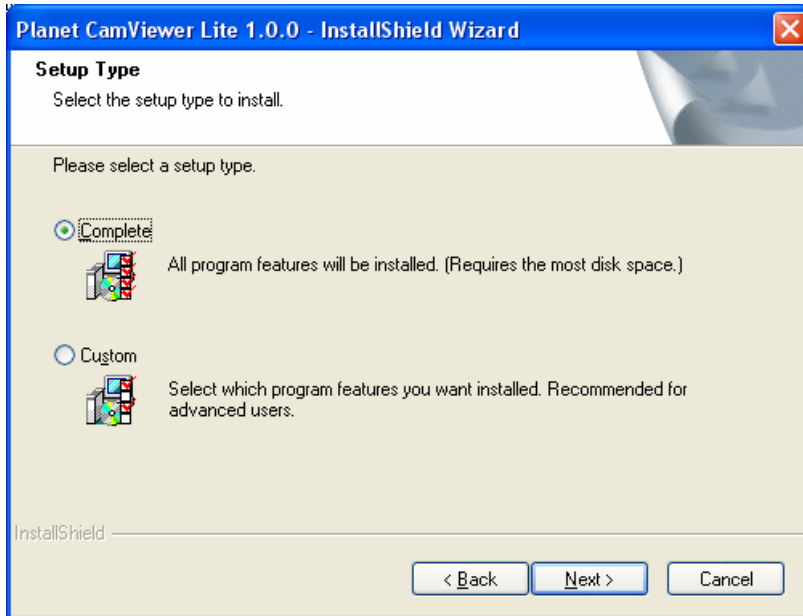 Planet CamViewer Lite 1.0.0 - InstallShield Wizard
Setup Type
Select the setup type to install.
Please select a setup type.
Complete
All program features will be installed. (Requires the most disk space.)
Custom
Select which program features you want installed. Recommended for
advanced users.
InstallShield
< Back
Next >
Cancel